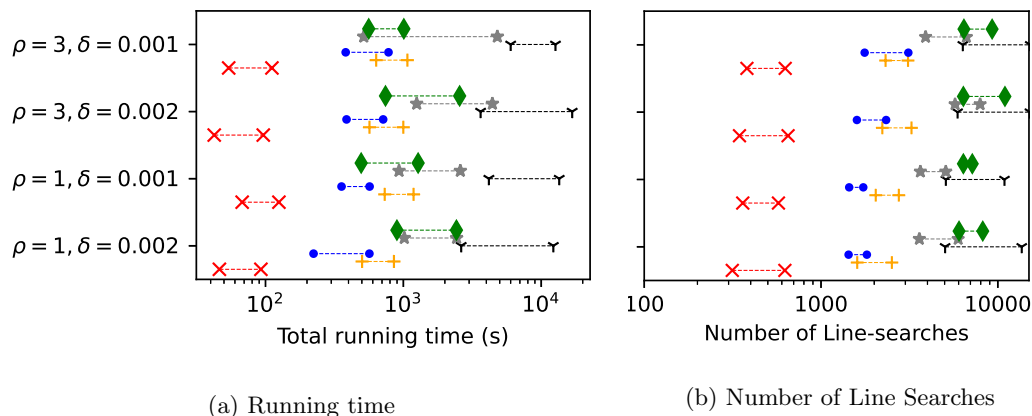 ρ = 3, δ = 0.001
ρ = 3, δ = 0.002
ρ = 1, δ = 0.001
ρ = 1, δ = 0.002
10² 10³ 10⁴
Total running time (s)
100 1000 10000
Number of Line-searches
(a) Running time
(b) Number of Line Searches